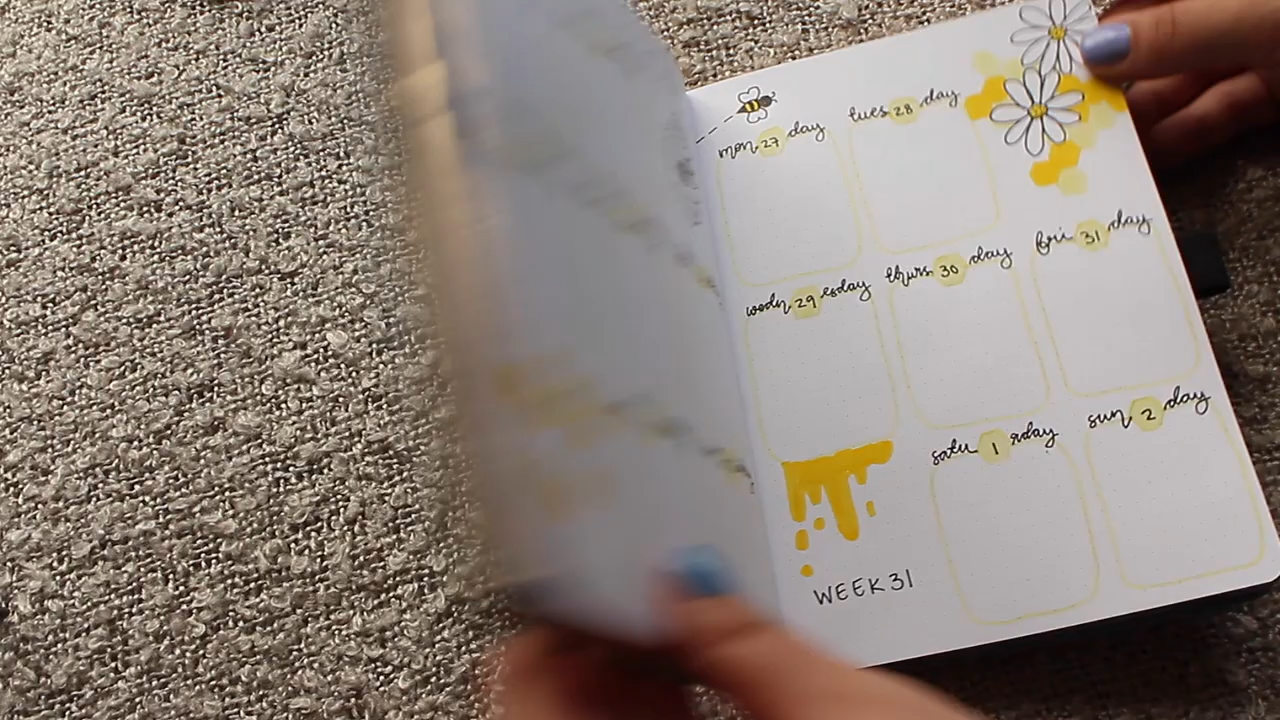 mon 27 day
tues 28 day
wedn 29 esday
thurs 30 day
fri 31 day
satu 1 rday
sun 2 day
WEEK 31